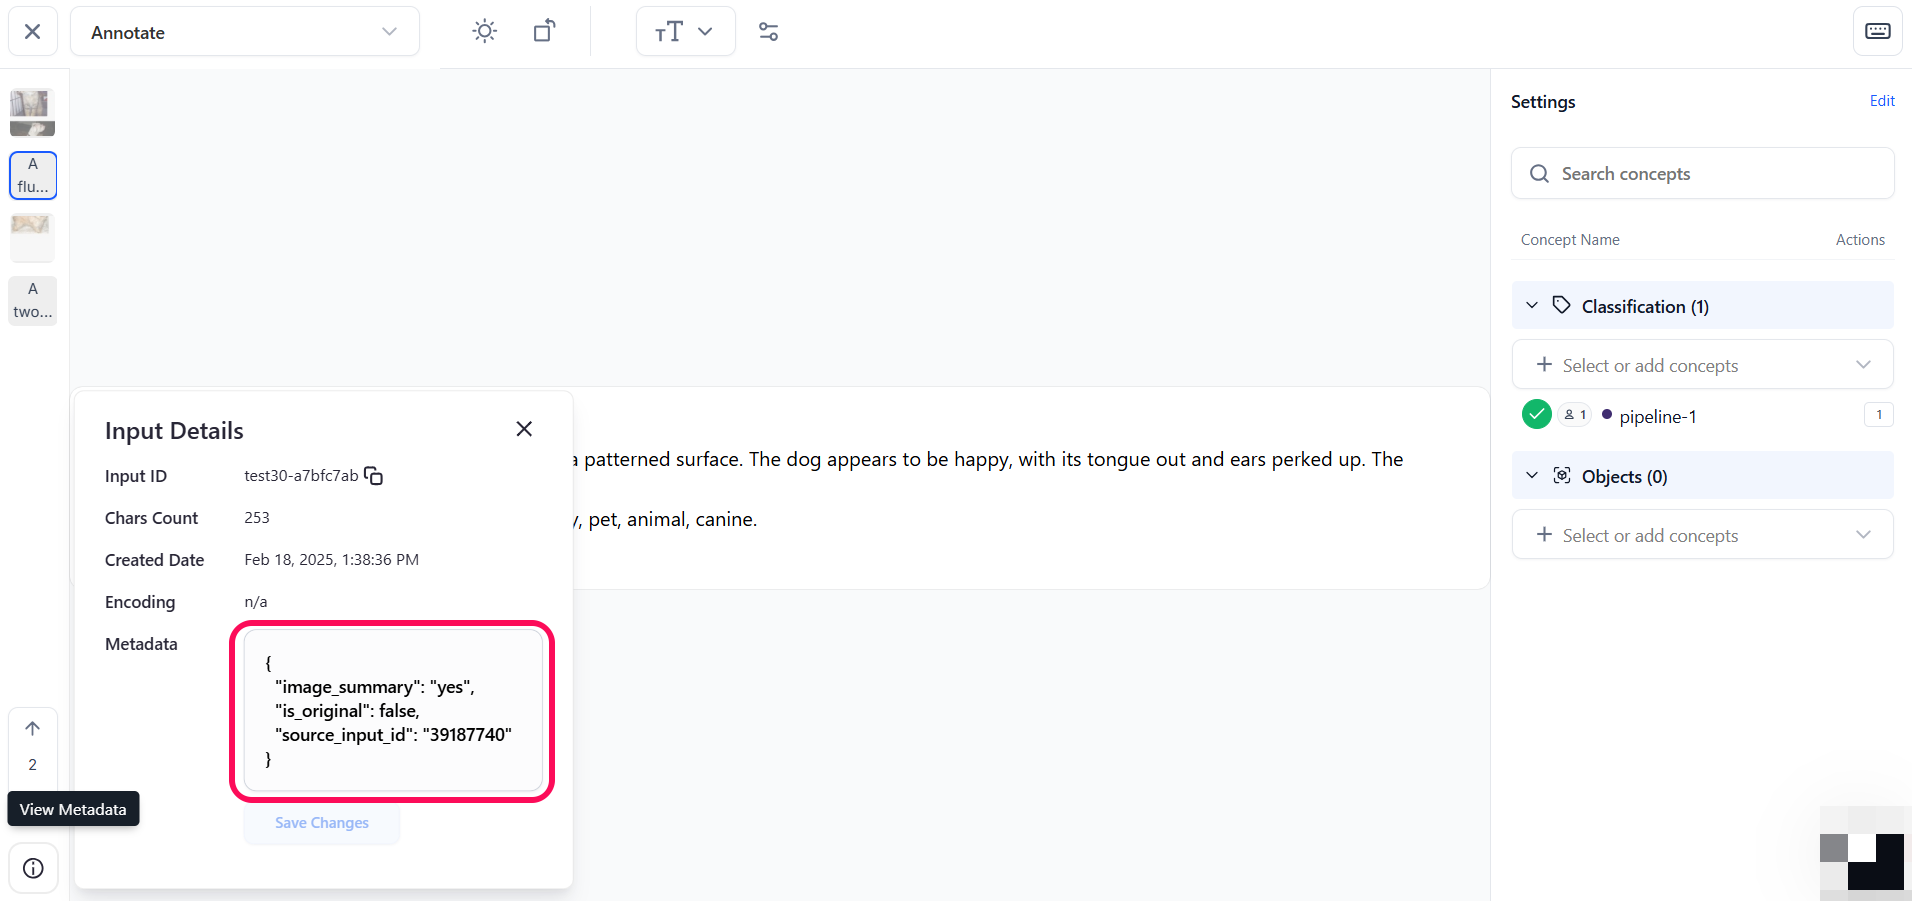 Annotate
TT
Settings
Edit
A
flu...
Search concepts
Concept Name
Actions
A
two...
Classification (1)
Select or add concepts
1
pipeline-1
1
Objects (0)
Select or add concepts
a patterned surface. The dog appears to be happy, with its tongue out and ears perked up. The
, pet, animal, canine.
Input Details
Input ID test30-a7bfc7ab
Chars Count 253
Created Date Feb 18, 2025, 1:38:36 PM
Encoding n/a
Metadata
{
"image_summary": "yes",
"is_original": false,
"source_input_id": "39187740"
}
Save Changes
2
View Metadata